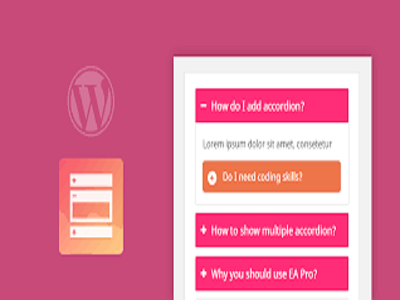 How do I add accordion?
Lorem ipsum dolor sit amet, consetetur
Do I need coding skills?
How to show multiple accordion?
Why you should use EA Pro?